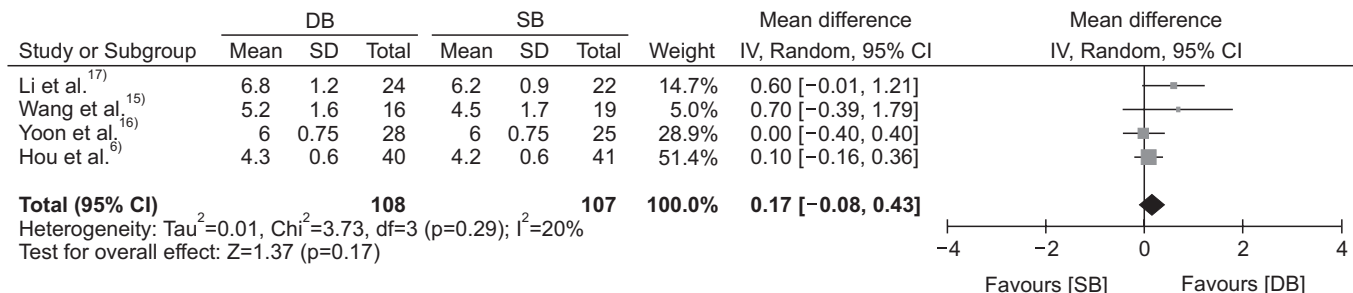 DB SB Mean difference Mean difference
Study or Subgroup Mean SD Total Mean SD Total Weight IV, Random, 95% CI IV, Random, 95% CI
Li et al.17) 6.8 1.2 24 6.2 0.9 22 14.7% 0.60 [−0.01, 1.21]
Wang et al.15) 5.2 1.6 16 4.5 1.7 19 5.0% 0.70 [−0.39, 1.79]
Yoon et al.16) 6 0.75 28 6 0.75 25 28.9% 0.00 [−0.40, 0.40]
Hou et al.6) 4.3 0.6 40 4.2 0.6 41 51.4% 0.10 [−0.16, 0.36]
Total (95% CI) 108 107 100.0% 0.17 [−0.08, 0.43]
Heterogeneity: Tau2=0.01, Chi2=3.73, df=3 (p=0.29); I2=20%
Test for overall effect: Z=1.37 (p=0.17)
−4 −2 0 2 4
Favours [SB] Favours [DB]